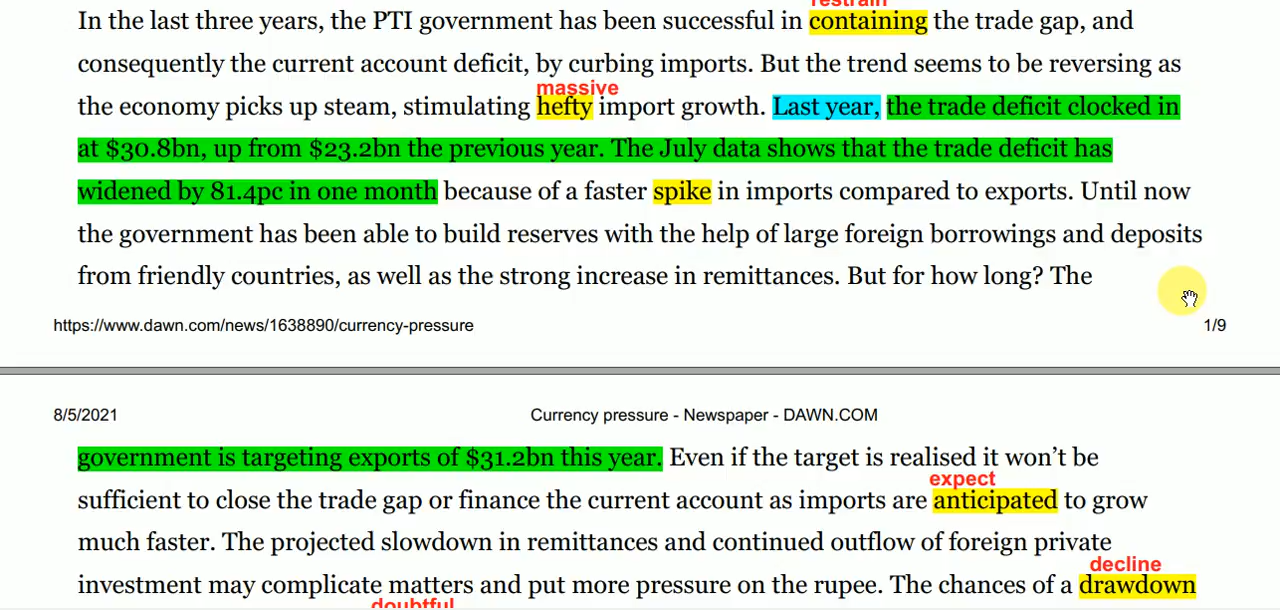 restrain
In the last three years, the PTI government has been successful in containing the trade gap, and
consequently the current account deficit, by curbing imports. But the trend seems to be reversing as
massive
the economy picks up steam, stimulating hefty import growth. Last year, the trade deficit clocked in
at $30.8bn, up from $23.2bn the previous year. The July data shows that the trade deficit has
widened by 81.4pc in one month because of a faster spike in imports compared to exports. Until now
the government has been able to build reserves with the help of large foreign borrowings and deposits
from friendly countries, as well as the strong increase in remittances. But for how long? The
https://www.dawn.com/news/1638890/currency-pressure 1/9
8/5/2021 Currency pressure - Newspaper - DAWN.COM
government is targeting exports of $31.2bn this year. Even if the target is realised it won’t be
expect
sufficient to close the trade gap or finance the current account as imports are anticipated to grow
much faster. The projected slowdown in remittances and continued outflow of foreign private
decline
investment may complicate matters and put more pressure on the rupee. The chances of a drawdown
doubtful